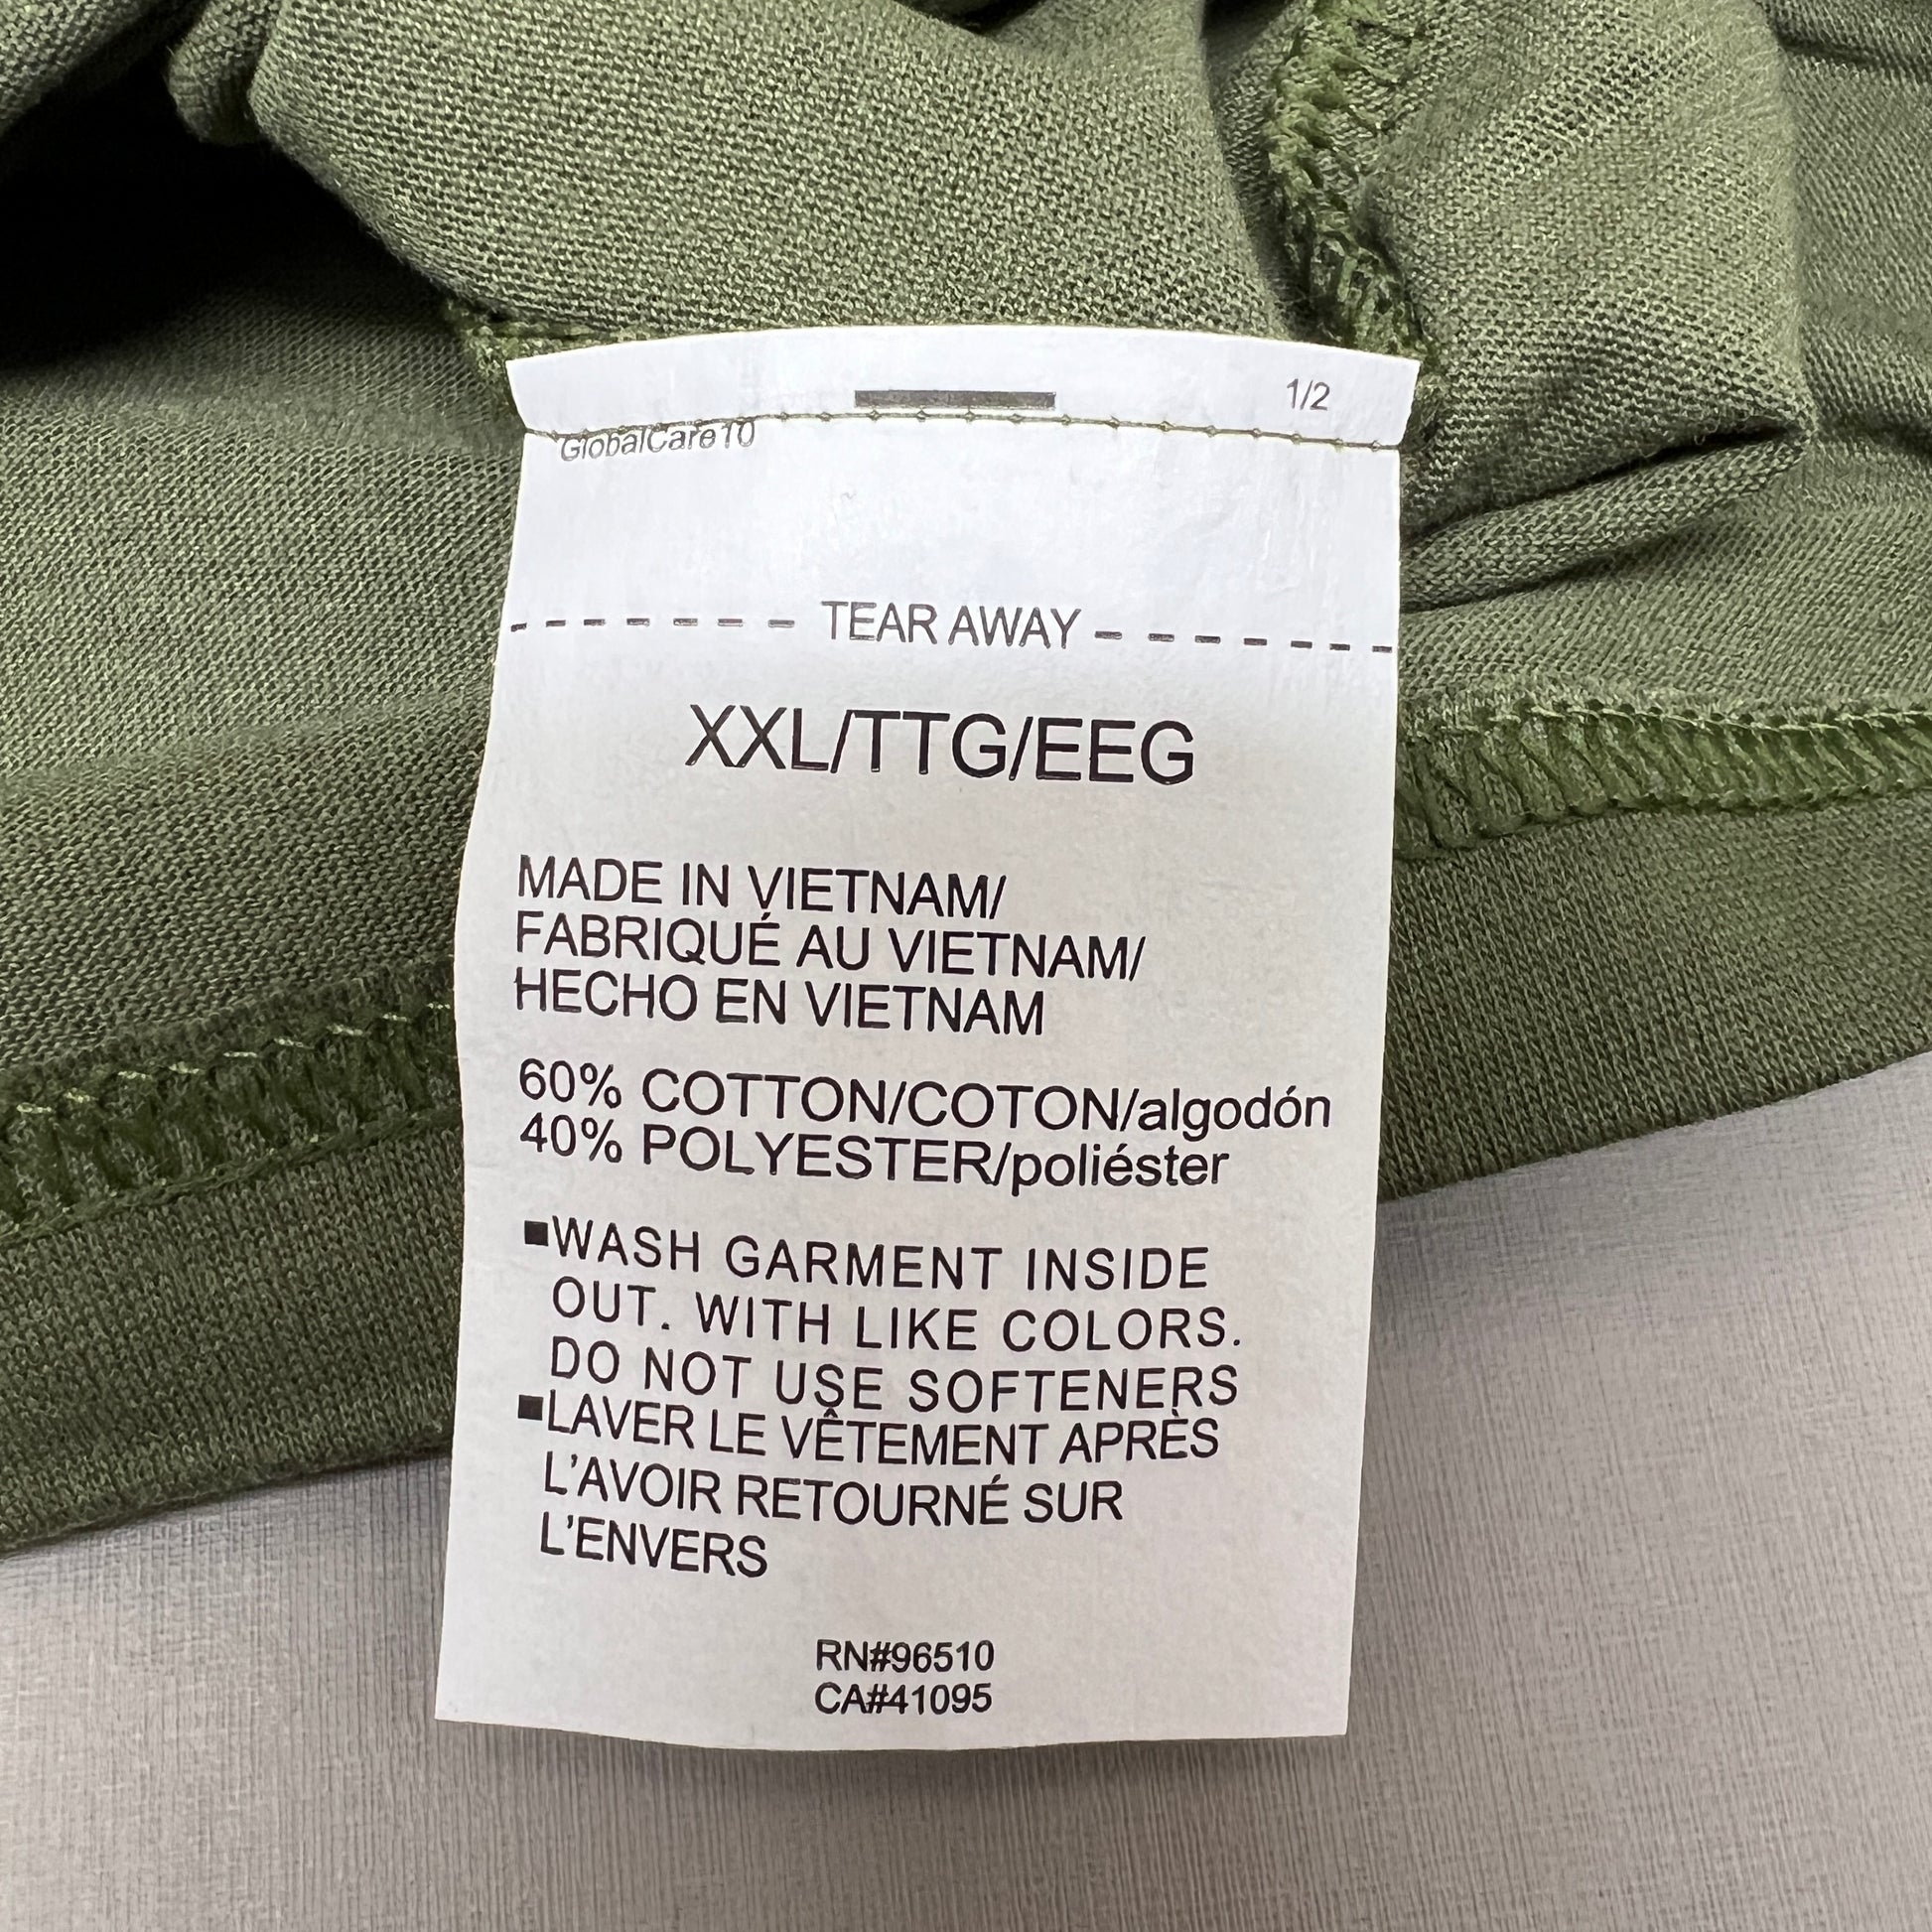 1/2
GlobalCare10
TEAR AWAY
XXL/TTG/EEG
MADE IN VIETNAM/
FABRIQUÉ AU VIETNAM/
HECHO EN VIETNAM
60% COTTON/COTON/algodón
40% POLYESTER/poliéster
■WASH GARMENT INSIDE
OUT. WITH LIKE COLORS.
DO NOT USE SOFTENERS
■LAVER LE VÊTEMENT APRÈS
L'AVOIR RETOURNÉ SUR
L'ENVERS
RN#96510
CA#41095